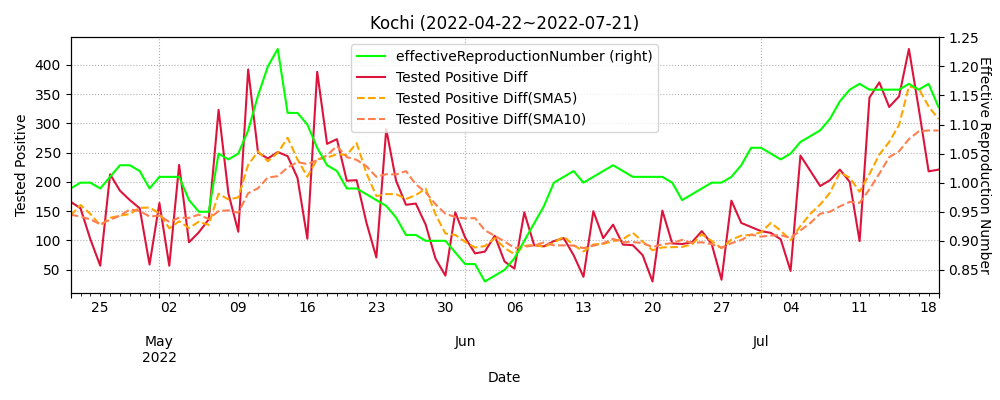 Kochi (2022-04-22~2022-07-21)
effectiveReproductionNumber (right)
Tested Positive Diff
Tested Positive Diff(SMA5)
Tested Positive Diff(SMA10)
Tested Positive
400
350
300
250
200
150
100
50
1.25
1.20
1.15
1.10
1.05
1.00
0.95
0.90
0.85
Effective Reproduction Number
25 02 09 16 23 30 06 13 20 27 04 11 18
May Jun Jul
2022
Date